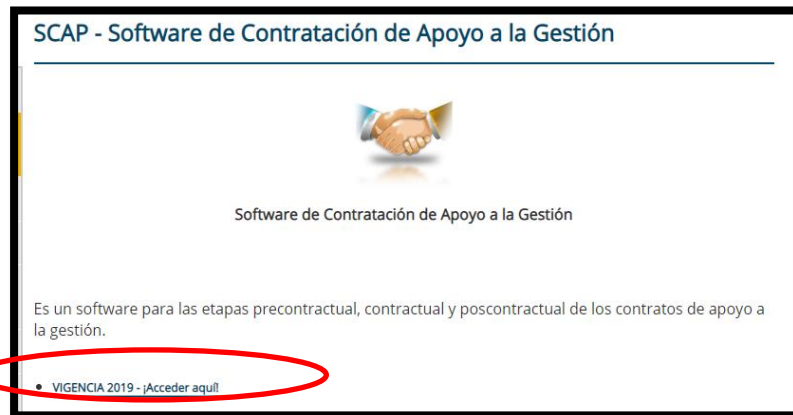 SCAP - Software de Contratación de Apoyo a la Gestión
Software de Contratación de Apoyo a la Gestión
Es un software para las etapas precontractual, contractual y poscontractual de los contratos de apoyo a
la gestión.
• VIGENCIA 2019 - ¡Acceder aquí!